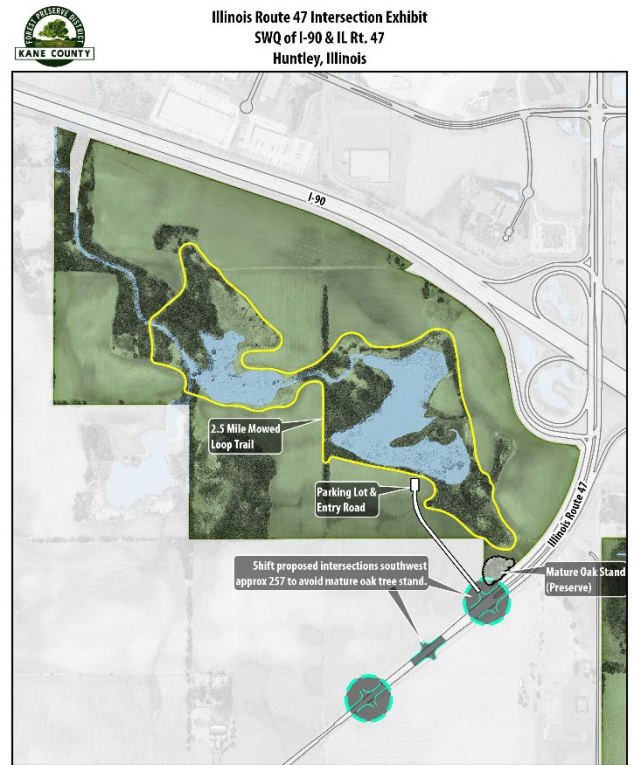 FOREST PRESERVE DISTRICT
KANE COUNTY
Illinois Route 47 Intersection Exhibit
SWQ of I-90 & IL Rt. 47
Huntley, Illinois
I-90
2.5 Mile Mowed
Loop Trail
Parking Lot &
Entry Road
Illinois Route 47
Shift proposed intersections southwest
approx 257 to avoid mature oak tree stand.
Mature Oak Stand
(Preserve)